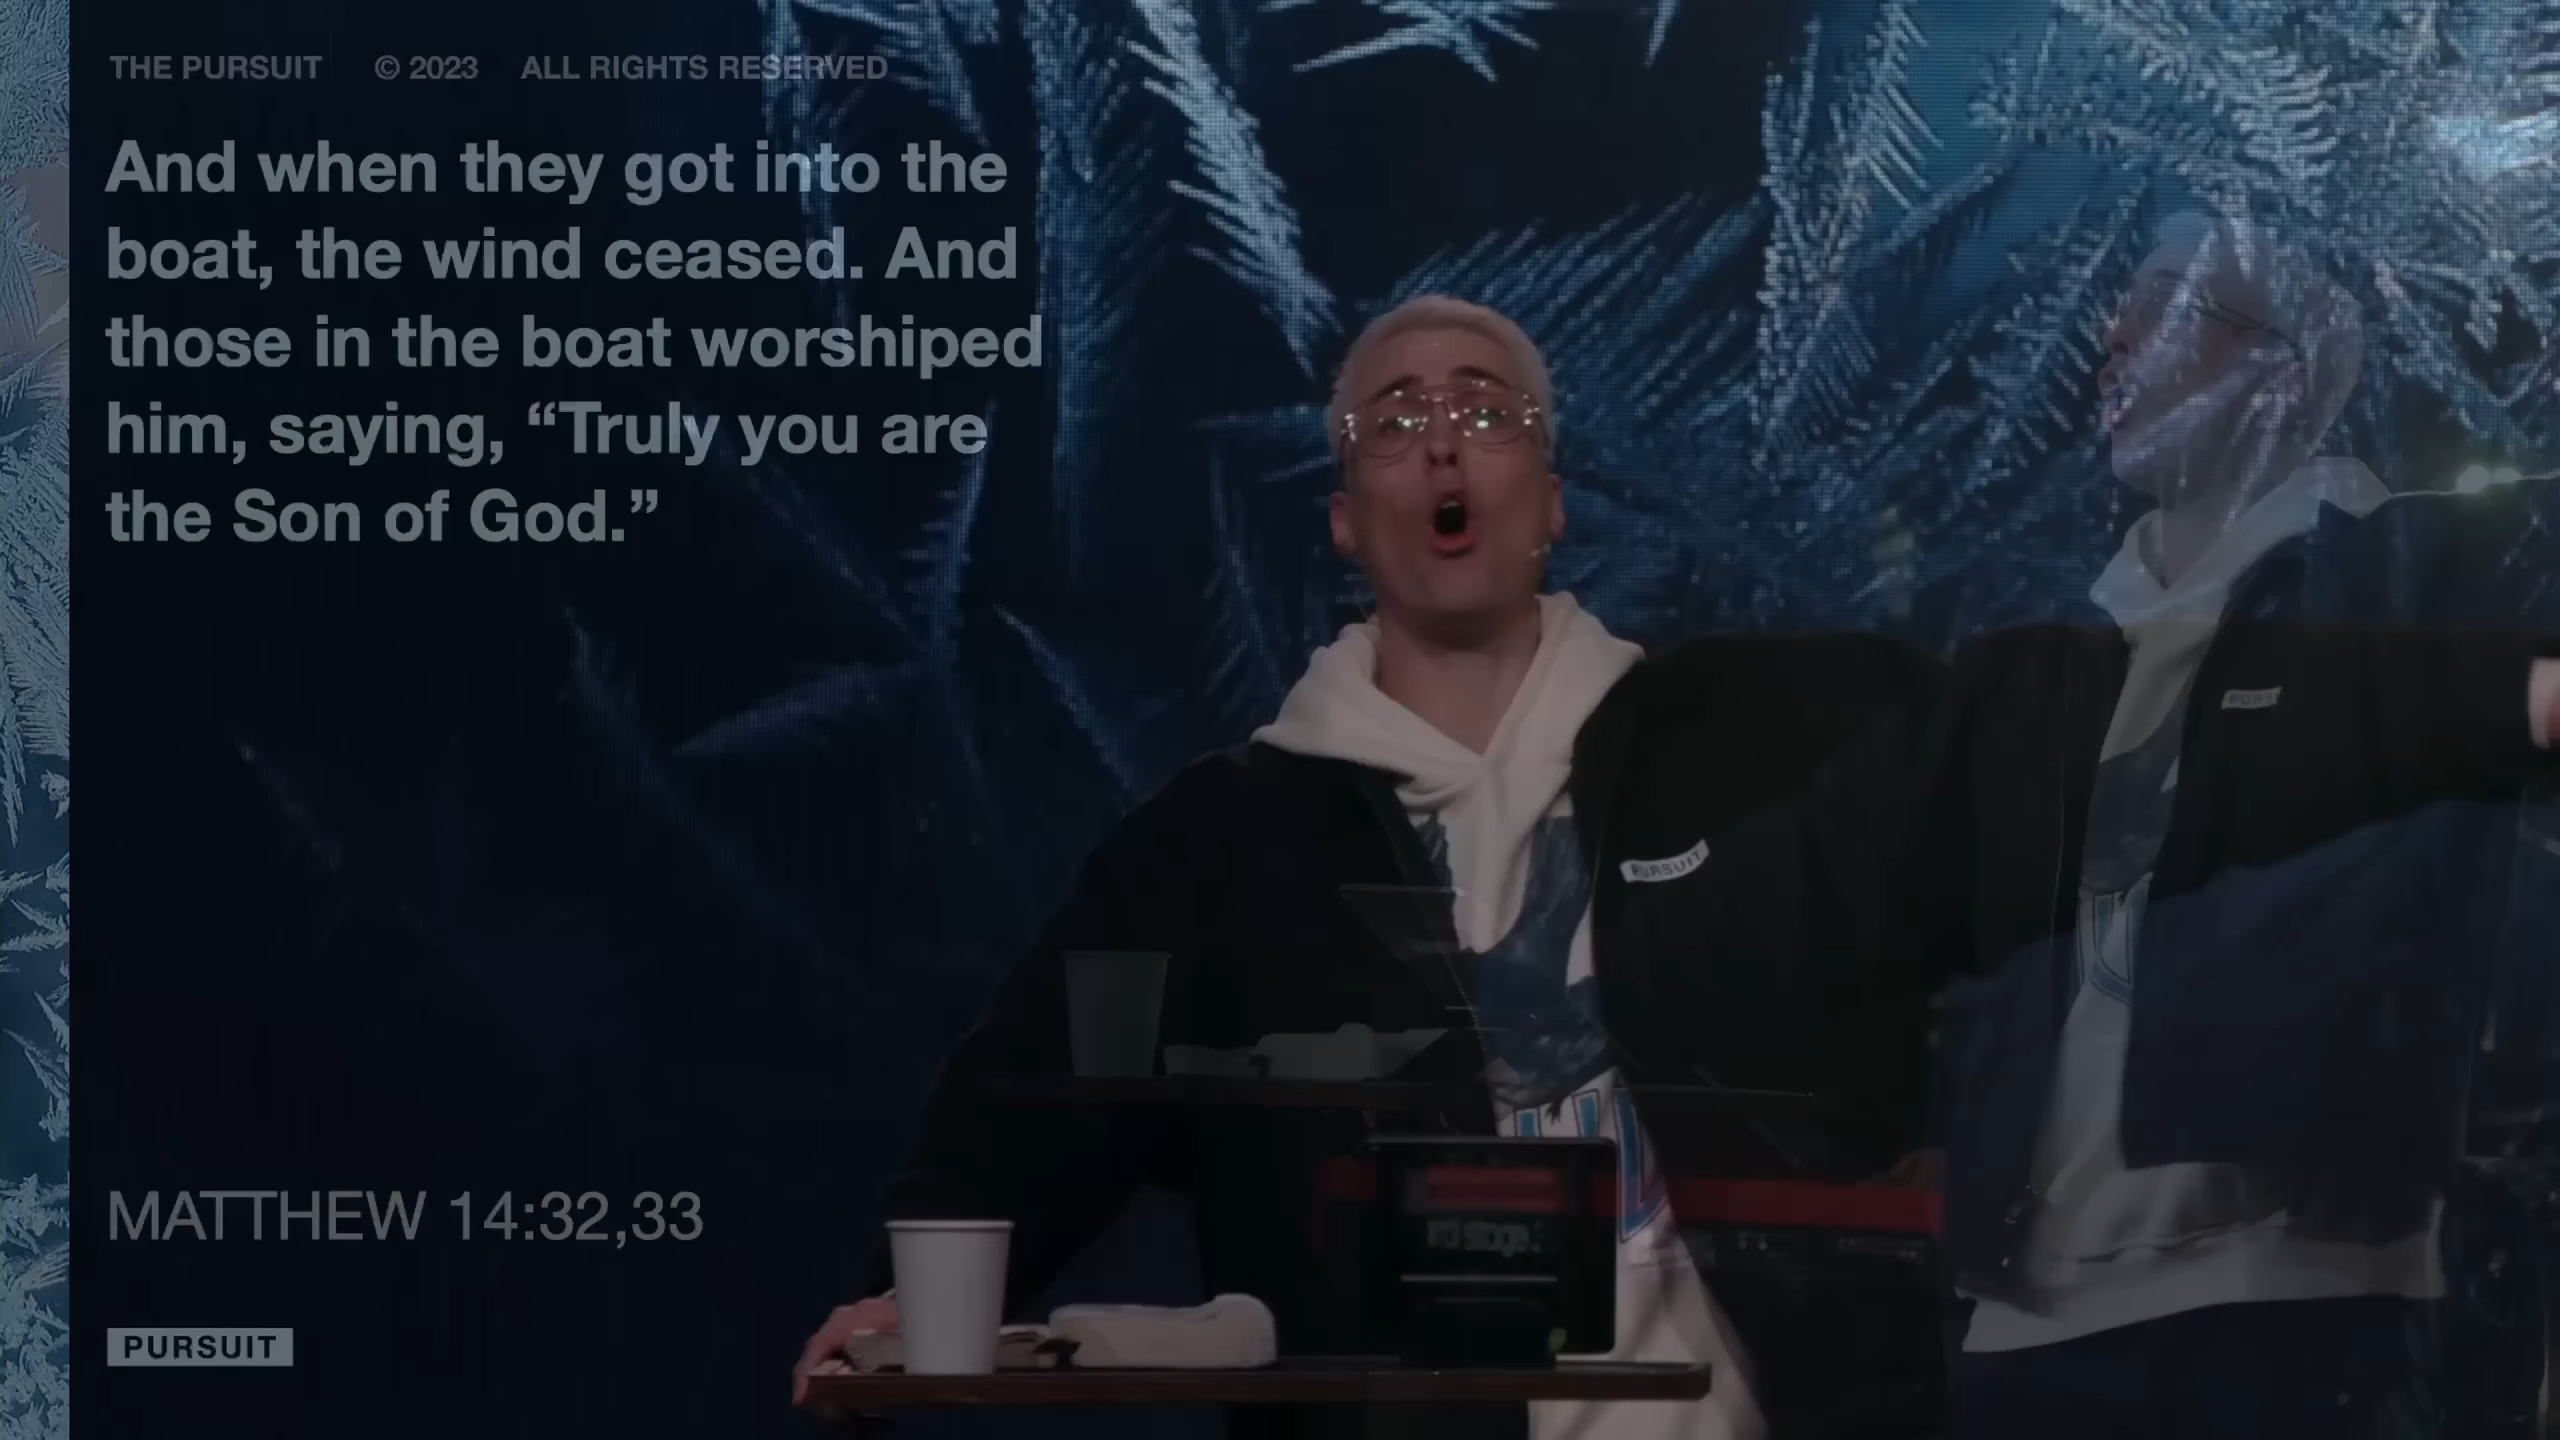 THE PURSUIT © 2023 ALL RIGHTS RESERVED
And when they got into the
boat, the wind ceased. And
those in the boat worshiped
him, saying, “Truly you are
the Son of God.”
MATTHEW 14:32,33
PURSUIT
PURSUIT